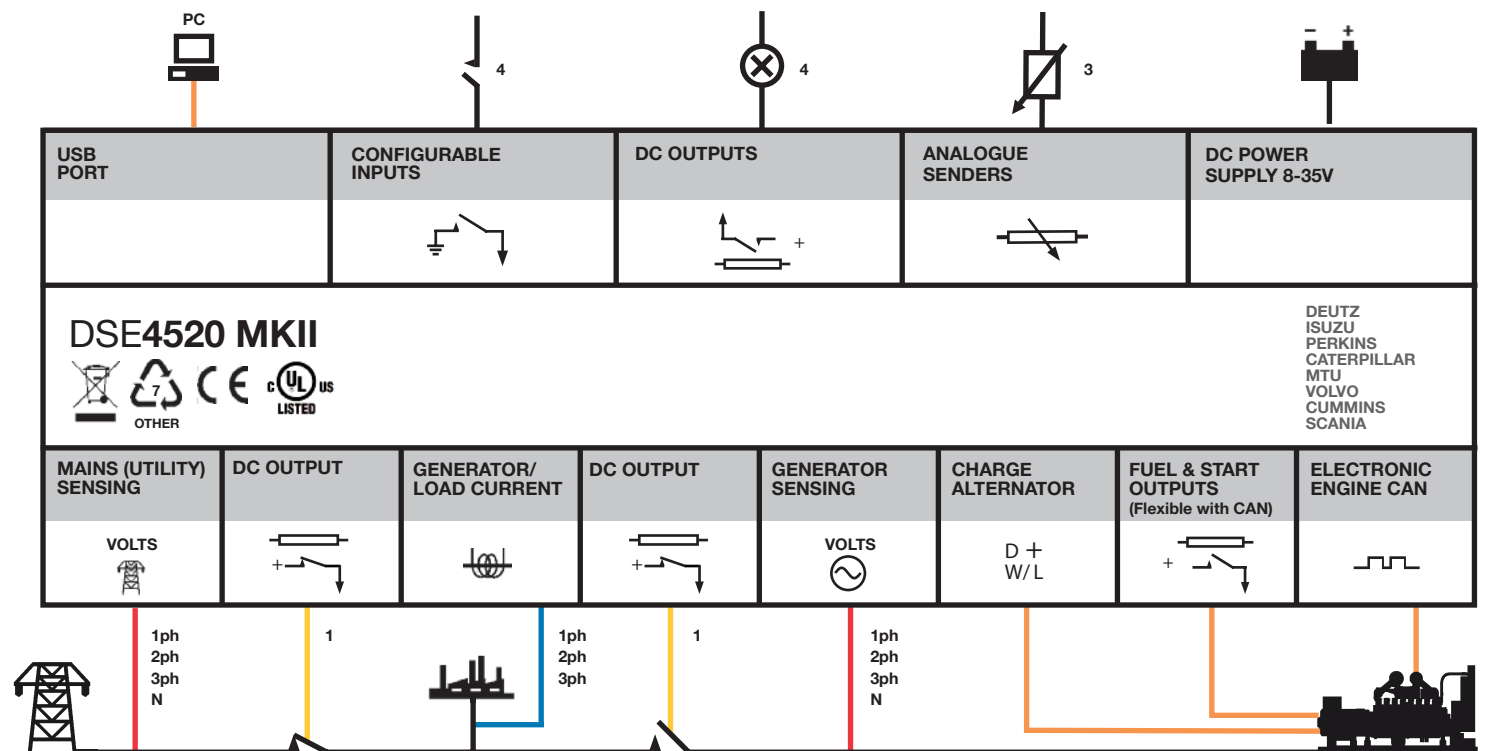 PC
4
4
3
− +
USB
PORT
CONFIGURABLE
INPUTS
DC OUTPUTS
ANALOGUE
SENDERS
DC POWER
SUPPLY 8-35V
+
DSE4520 MKII
7
OTHER
CE
C UL US
LISTED
DEUTZ
ISUZU
PERKINS
CATERPILLAR
MTU
VOLVO
CUMMINS
SCANIA
MAINS (UTILITY)
SENSING
DC OUTPUT
GENERATOR/
LOAD CURRENT
DC OUTPUT
GENERATOR
SENSING
CHARGE
ALTERNATOR
FUEL & START
OUTPUTS
(Flexible with CAN)
ELECTRONIC
ENGINE CAN
VOLTS
+
+
VOLTS
D +
W/L
+
1ph
2ph
3ph
N
1
1ph
2ph
3ph
1
1ph
2ph
3ph
N